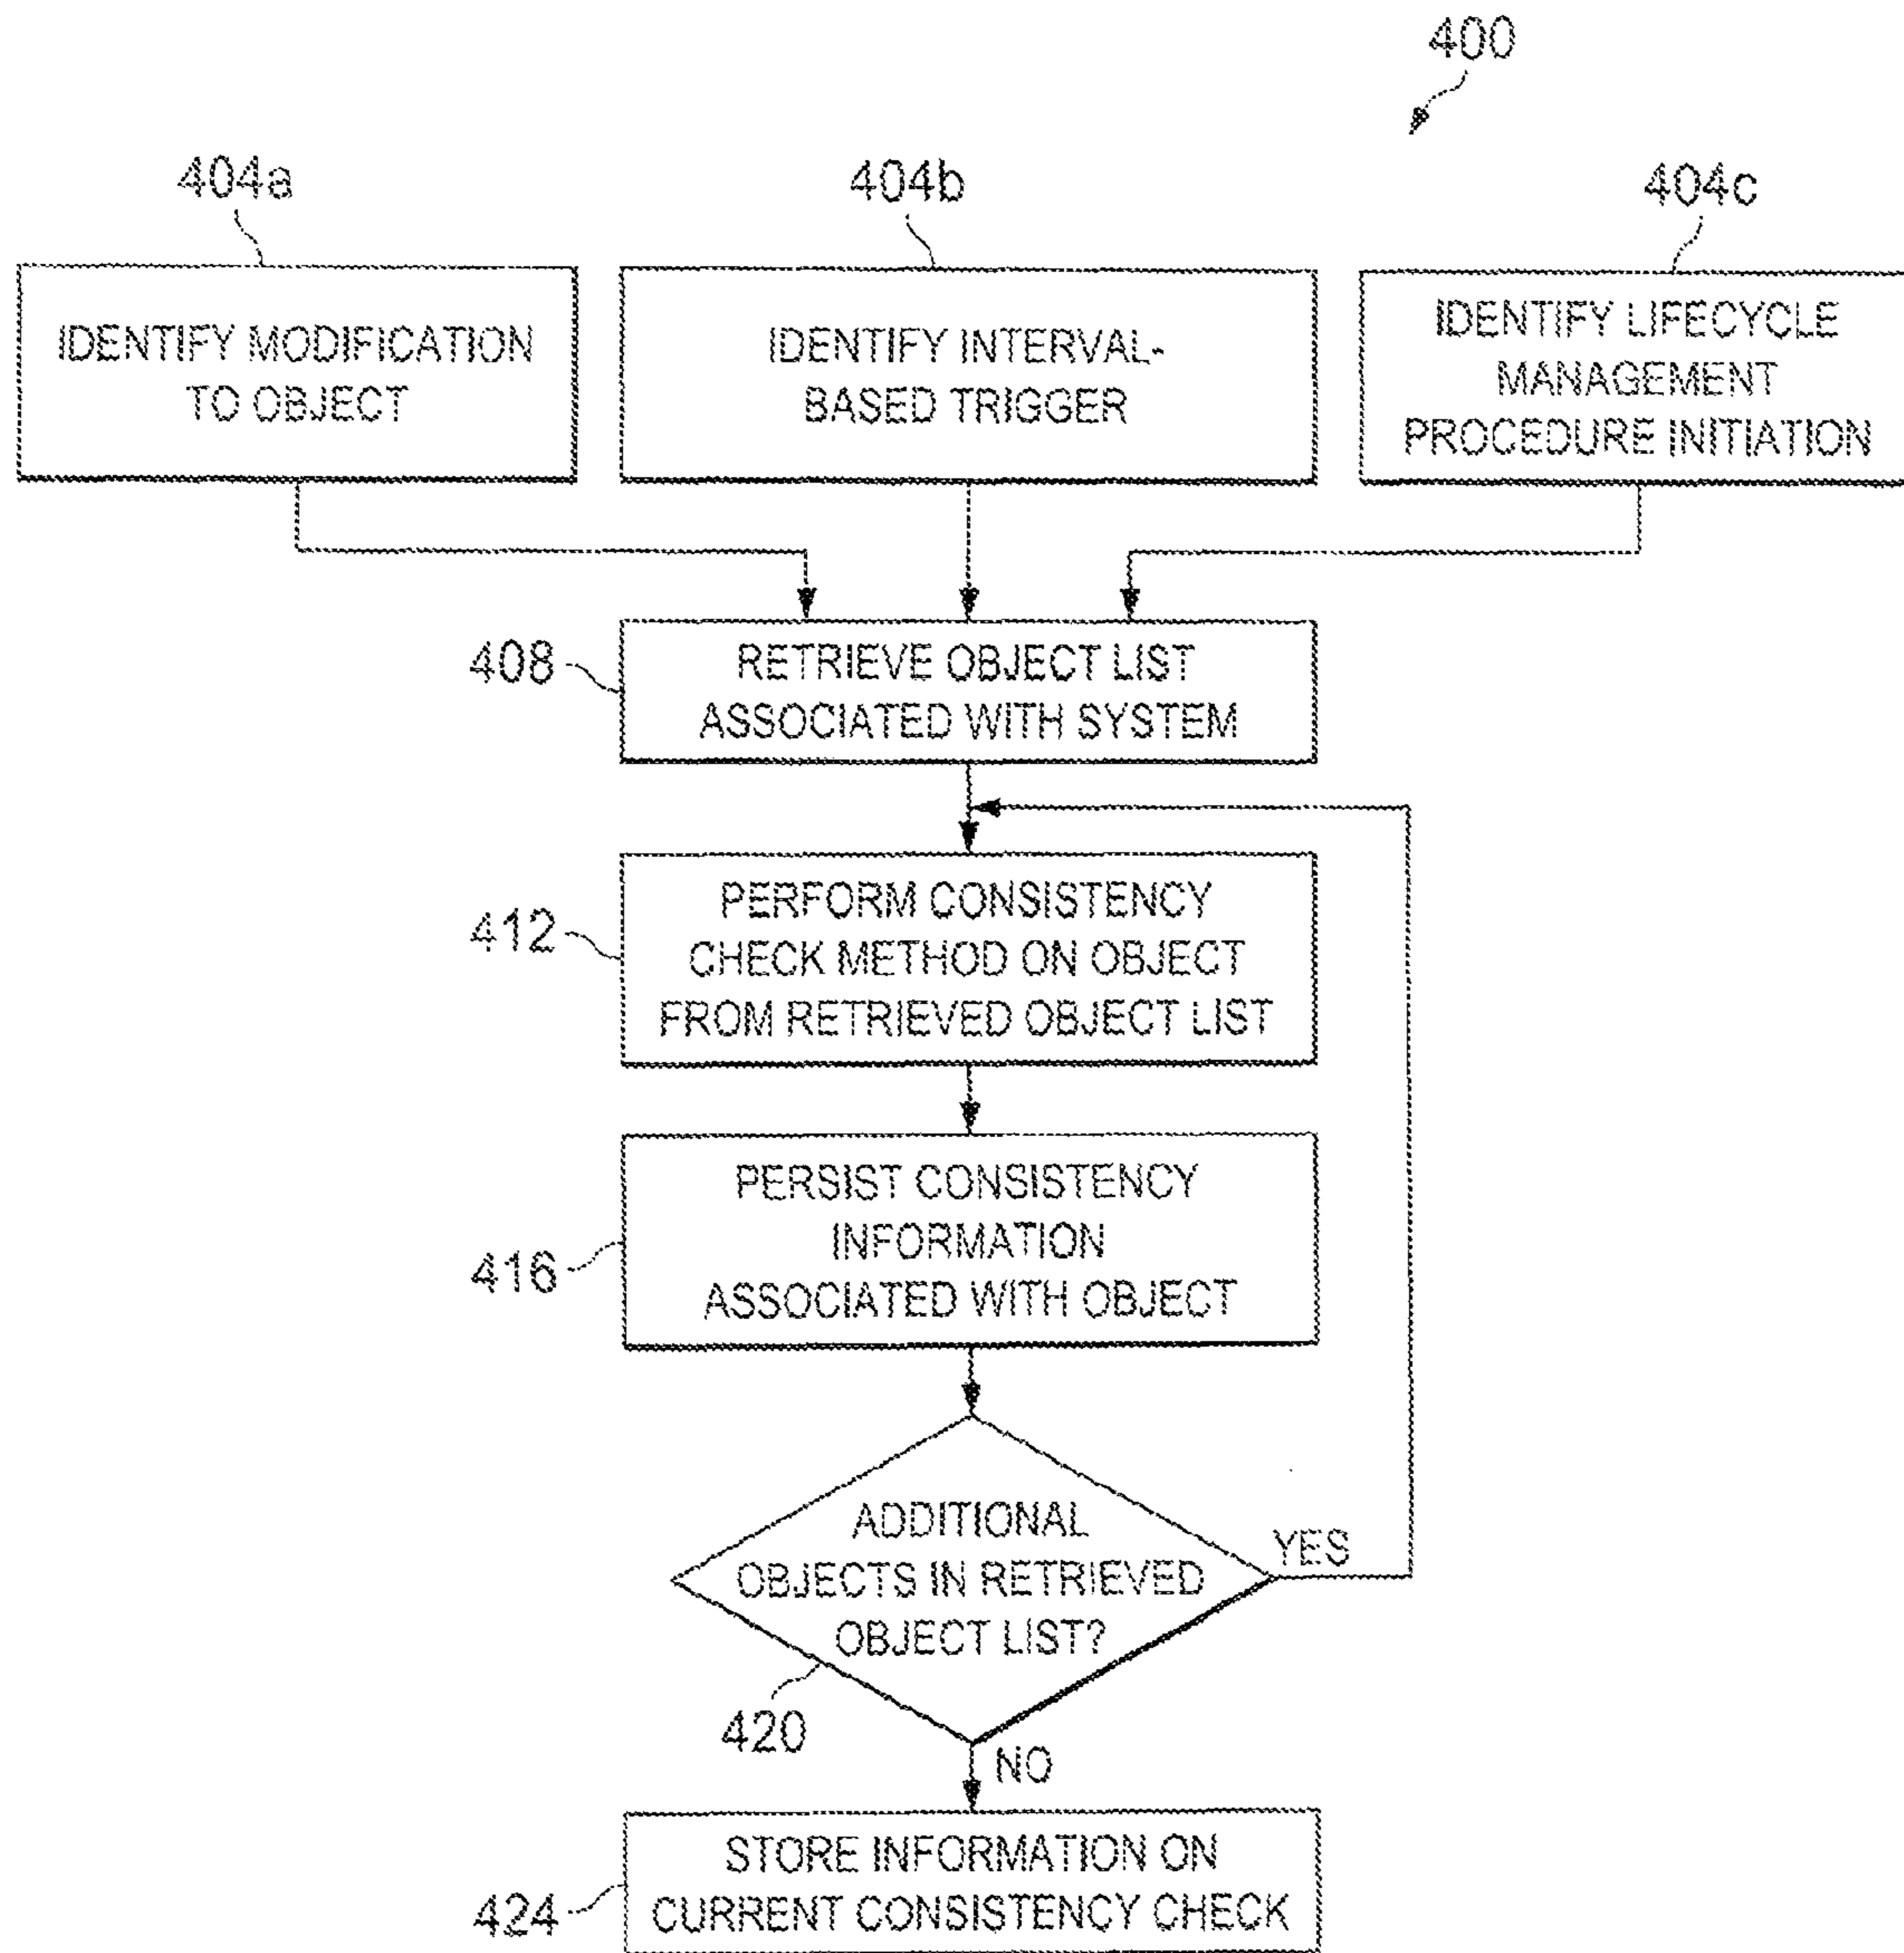 400
404a
404b
404c
IDENTIFY MODIFICATION
TO OBJECT
IDENTIFY INTERVAL-
BASED TRIGGER
IDENTIFY LIFECYCLE
MANAGEMENT
PROCEDURE INITIATION
408
RETRIEVE OBJECT LIST
ASSOCIATED WITH SYSTEM
412
PERFORM CONSISTENCY
CHECK METHOD ON OBJECT
FROM RETRIEVED OBJECT LIST
416
PERSIST CONSISTENCY
INFORMATION
ASSOCIATED WITH OBJECT
ADDITIONAL
OBJECTS IN RETRIEVED
OBJECT LIST?
YES
420
NO
424
STORE INFORMATION ON
CURRENT CONSISTENCY CHECK